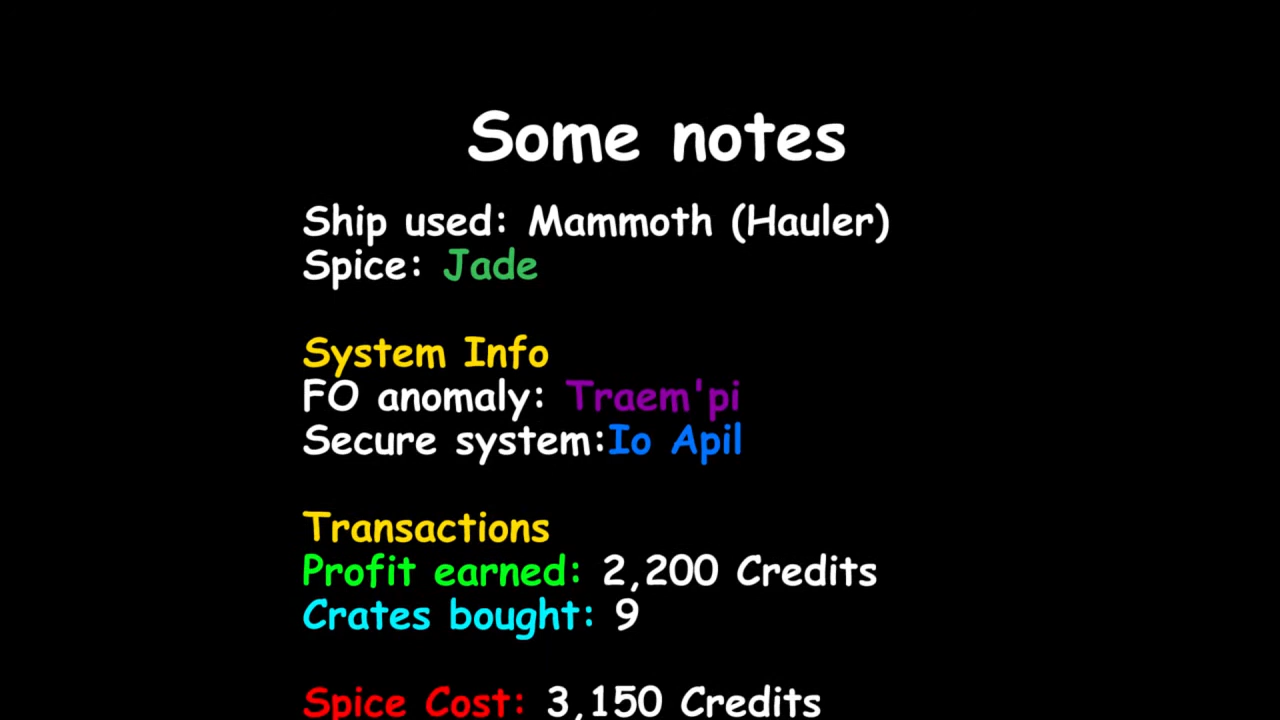 Some notes
Ship used: Mammoth (Hauler)
Spice: Jade
System Info
FO anomaly: Traem'pi
Secure system:Io Apil
Transactions
Profit earned: 2,200 Credits
Crates bought: 9
Spice Cost: 3,150 Credits